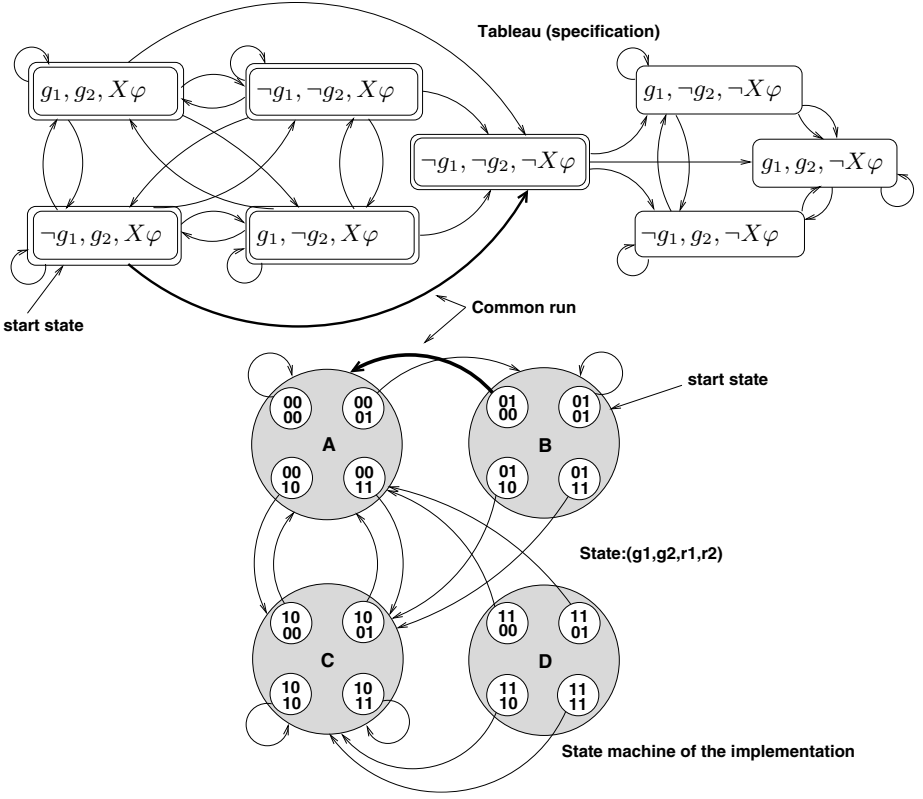 Tableau (specification)
g₁, g₂, Xφ
¬g₁, ¬g₂, Xφ
g₁, ¬g₂, ¬Xφ
¬g₁, ¬g₂, ¬Xφ
g₁, g₂, ¬Xφ
¬g₁, g₂, Xφ
g₁, ¬g₂, Xφ
¬g₁, g₂, ¬Xφ
start state
Common run
start state
00
00
00
01
A
00
10
00
11
01
00
01
01
B
01
10
01
11
State:(g1,g2,r1,r2)
10
00
10
01
C
10
10
10
11
11
00
11
01
D
11
10
11
11
State machine of the implementation